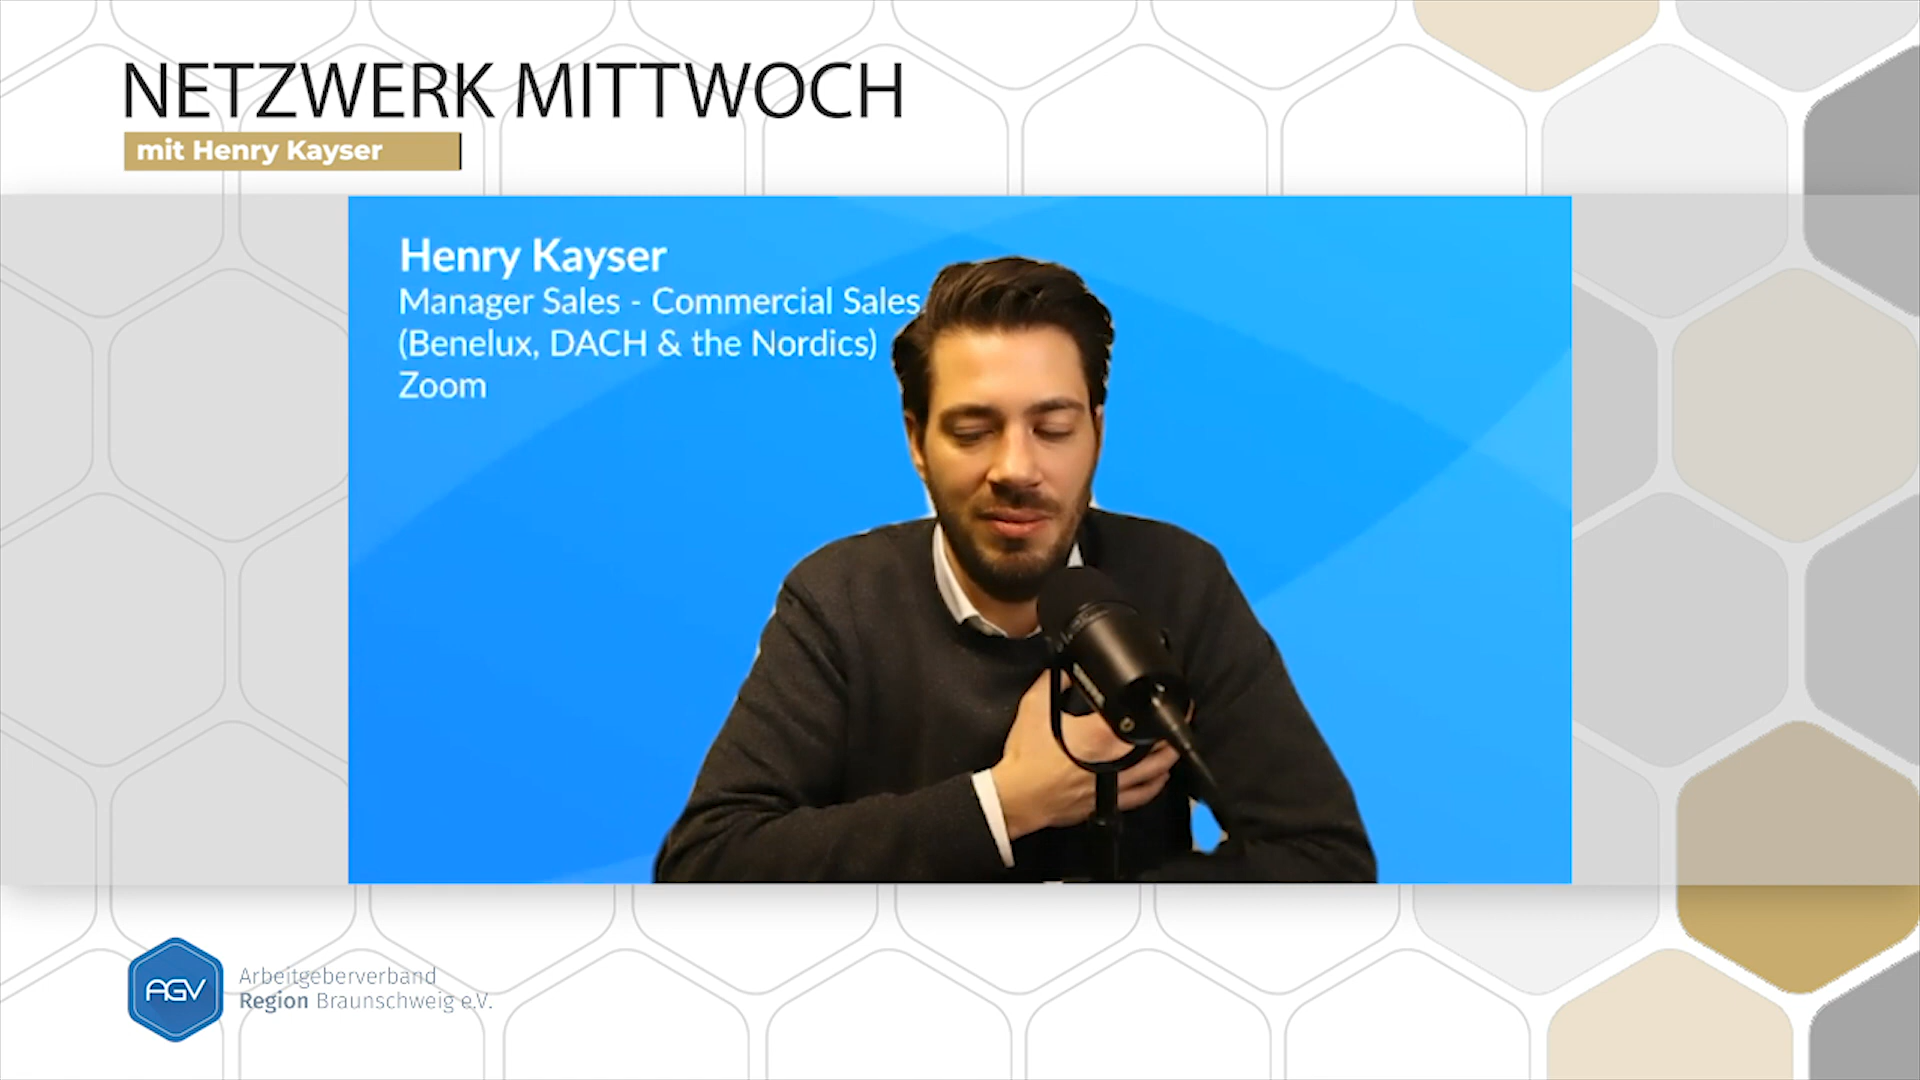 NETZWERK MITTWOCH
mit Henry Kayser
Henry Kayser
Manager Sales - Commercial Sales
(Benelux, DACH & the Nordics)
Zoom
AGV
Arbeitgeberverband
Region Braunschweig e.V.